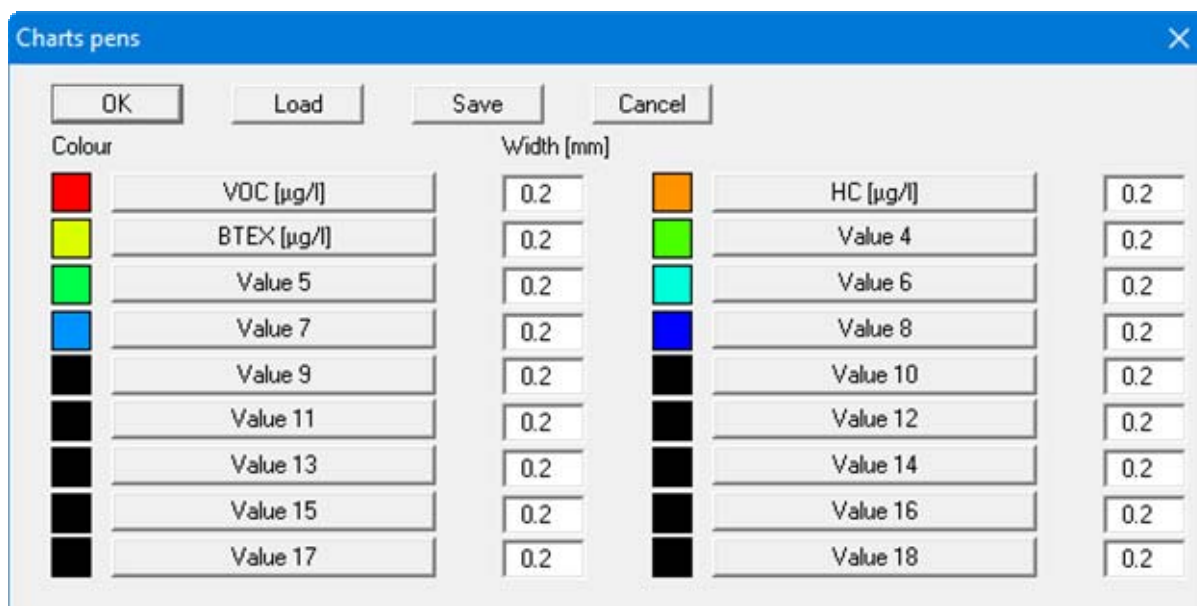 Charts pens
OK Load Save Cancel
Colour Width [mm]
VOC [µg/l] 0.2 HC [µg/l] 0.2
BTEX [µg/l] 0.2 Value 4 0.2
Value 5 0.2 Value 6 0.2
Value 7 0.2 Value 8 0.2
Value 9 0.2 Value 10 0.2
Value 11 0.2 Value 12 0.2
Value 13 0.2 Value 14 0.2
Value 15 0.2 Value 16 0.2
Value 17 0.2 Value 18 0.2